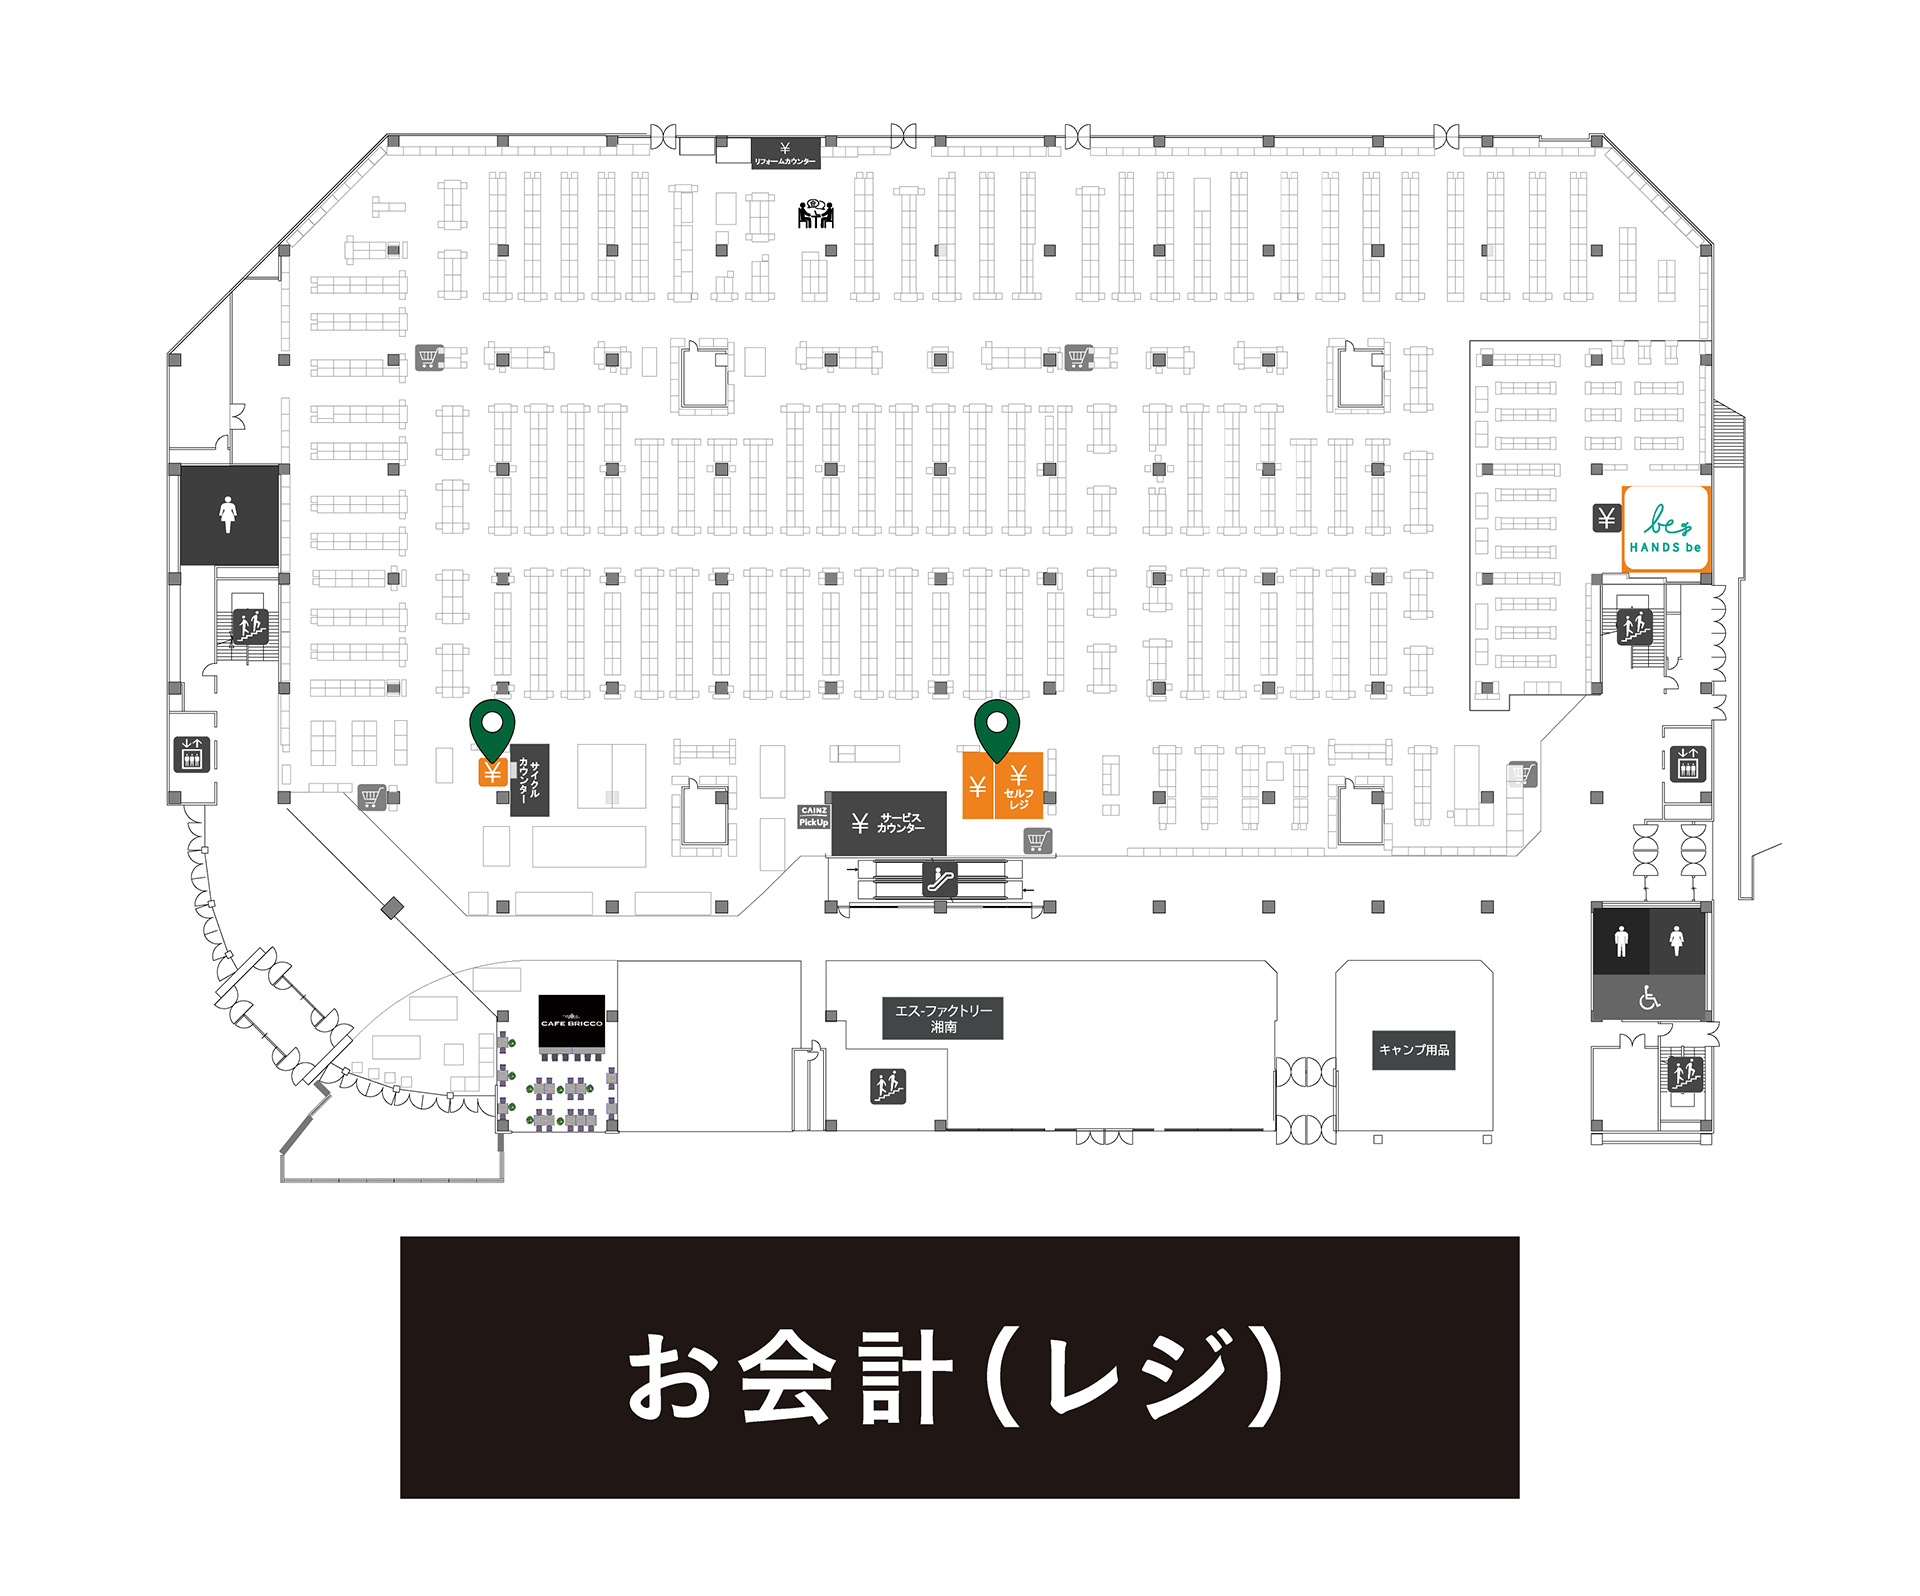 ¥
リフォームカウンター
be
HANDS be
¥
¥
サイクル
カウンター
CAINZ
PickUp
¥ サービス
カウンター
¥
¥
セルフ
レジ
CAFE BRICCO
エス-ファクトリー
湘南
キャンプ用品
お会計(レジ)